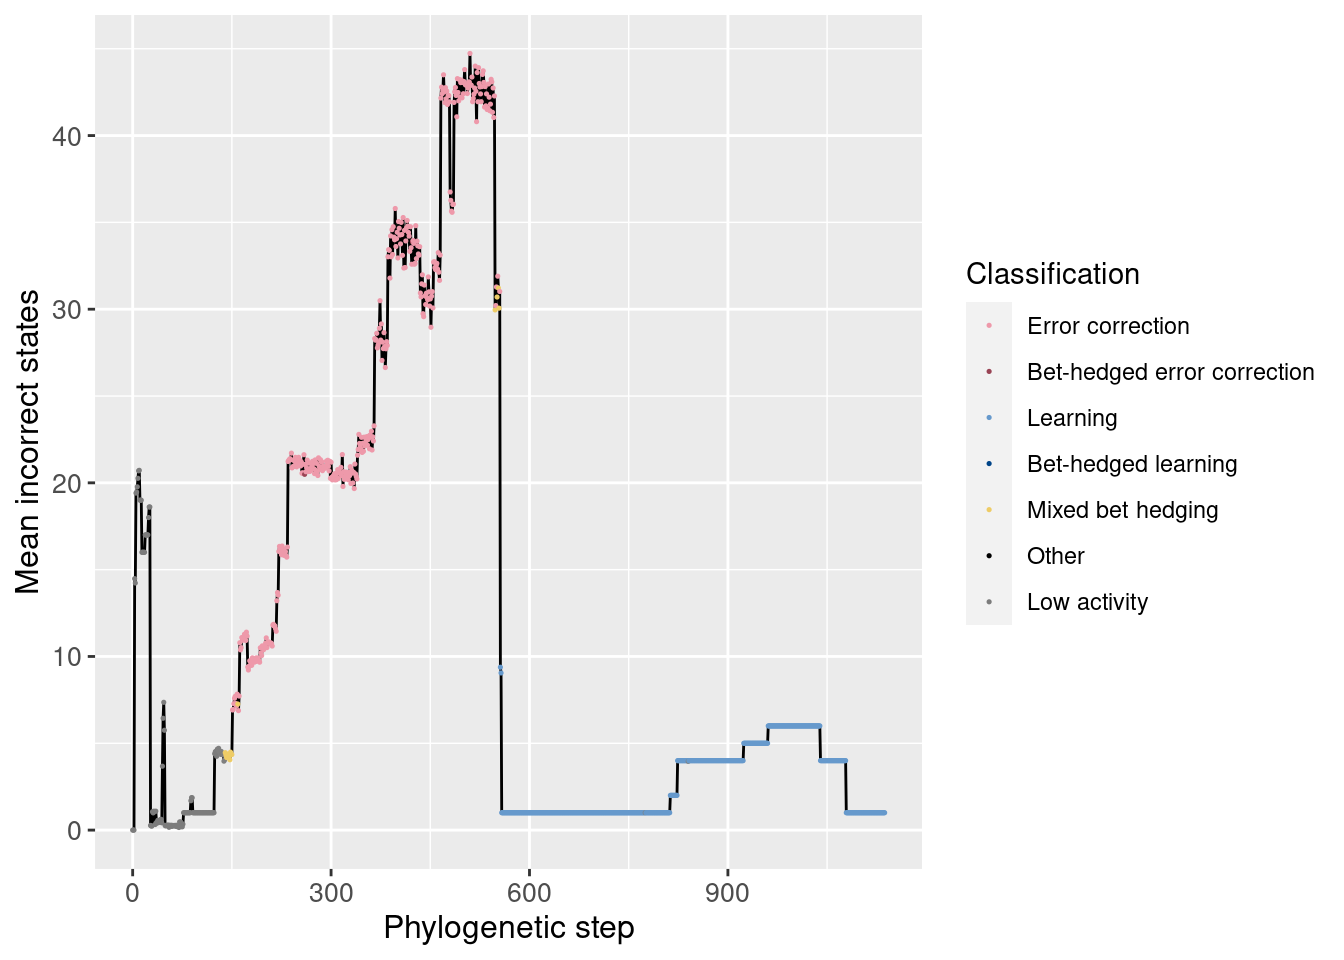 Mean incorrect states
40
30
20
10
0
0
300
600
900
Phylogenetic step
Classification
Error correction
Bet-hedged error correction
Learning
Bet-hedged learning
Mixed bet hedging
Other
Low activity